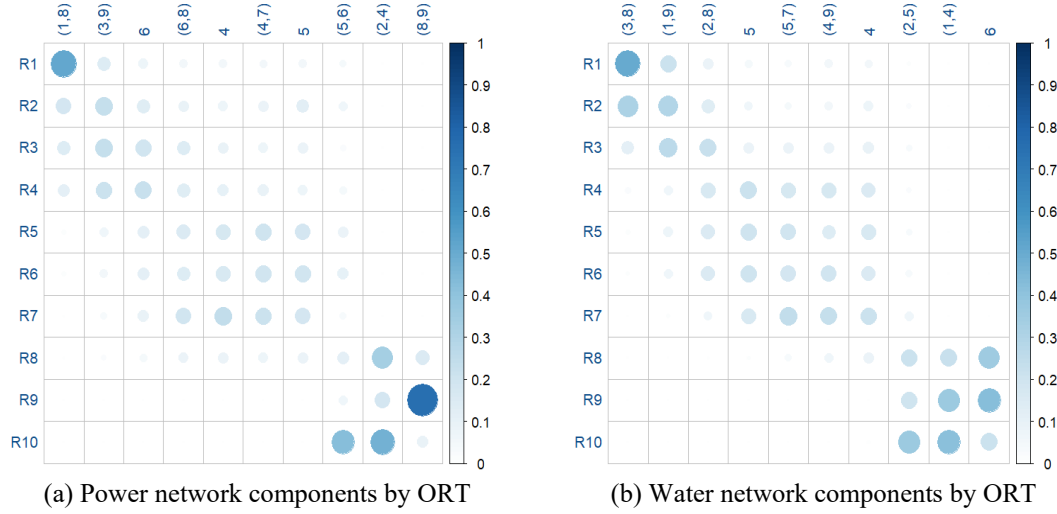 (1,8) (3,9) 6 (6,8) 4 (4,7) 5 (5,6) (2,4) (8,9)
R1
R2
R3
R4
R5
R6
R7
R8
R9
R10
1
0.9
0.8
0.7
0.6
0.5
0.4
0.3
0.2
0.1
0
(a) Power network components by ORT
(3,8) (1,9) (2,8) 5 (5,7) (4,9) 4 (2,5) (1,4) 6
R1
R2
R3
R4
R5
R6
R7
R8
R9
R10
1
0.9
0.8
0.7
0.6
0.5
0.4
0.3
0.2
0.1
0
(b) Water network components by ORT